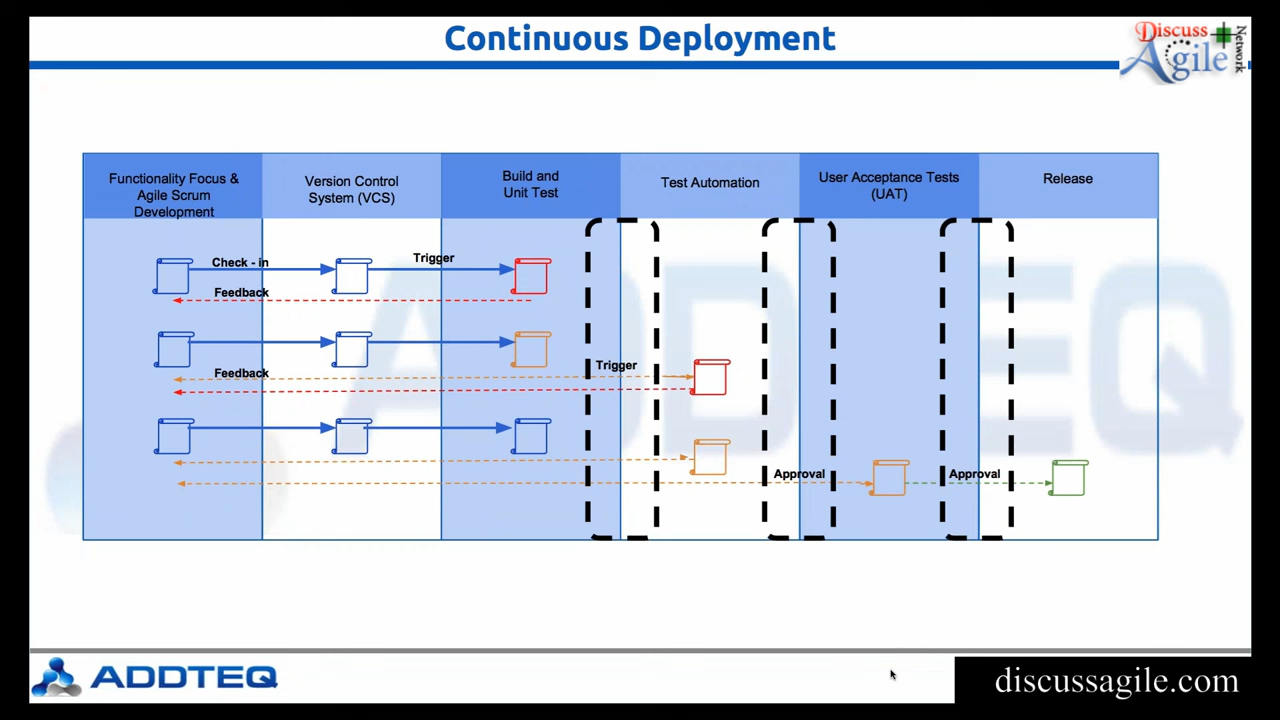 Continuous Deployment
Discuss
Agile
Network
Functionality Focus &
Agile Scrum
Development
Version Control
System (VCS)
Build and
Unit Test
Test Automation
User Acceptance Tests
(UAT)
Release
Check - in
Trigger
Feedback
Trigger
Feedback
Approval
Approval
ADDTEQ
ADDTEQ
discussagile.com